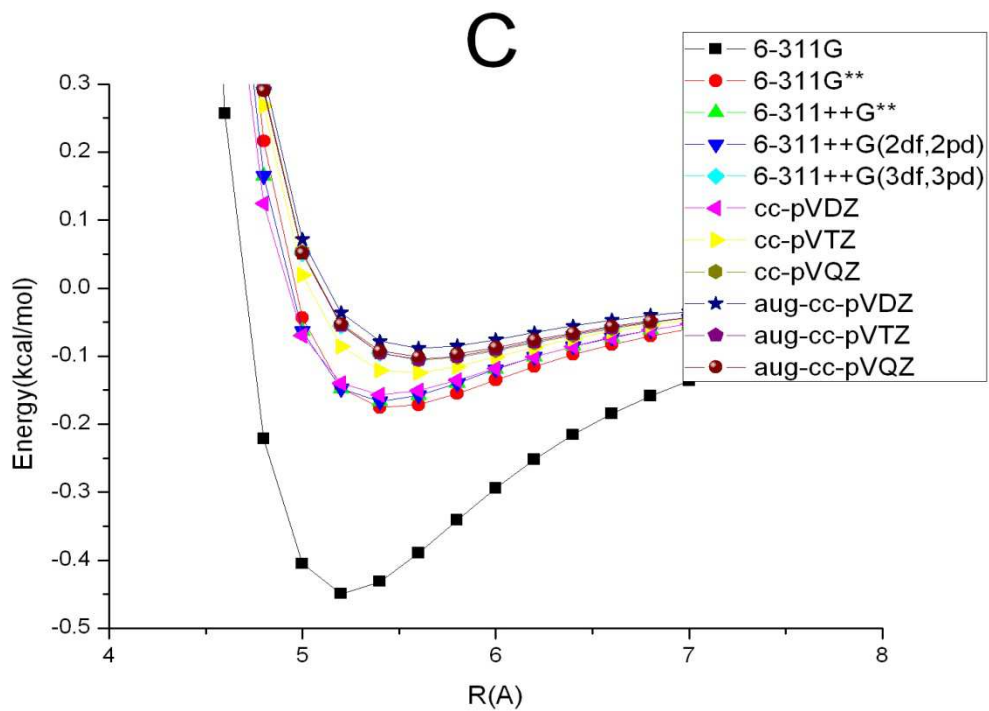 C
6-311G
6-311G**
6-311++G**
6-311++G(2df,2pd)
6-311++G(3df,3pd)
cc-pVDZ
cc-pVTZ
cc-pVQZ
aug-cc-pVDZ
aug-cc-pVTZ
aug-cc-pVQZ
Energy(kcal/mol)
0.3
0.2
0.1
0.0
-0.1
-0.2
-0.3
-0.4
-0.5
4 5 6 7 8
R(A)